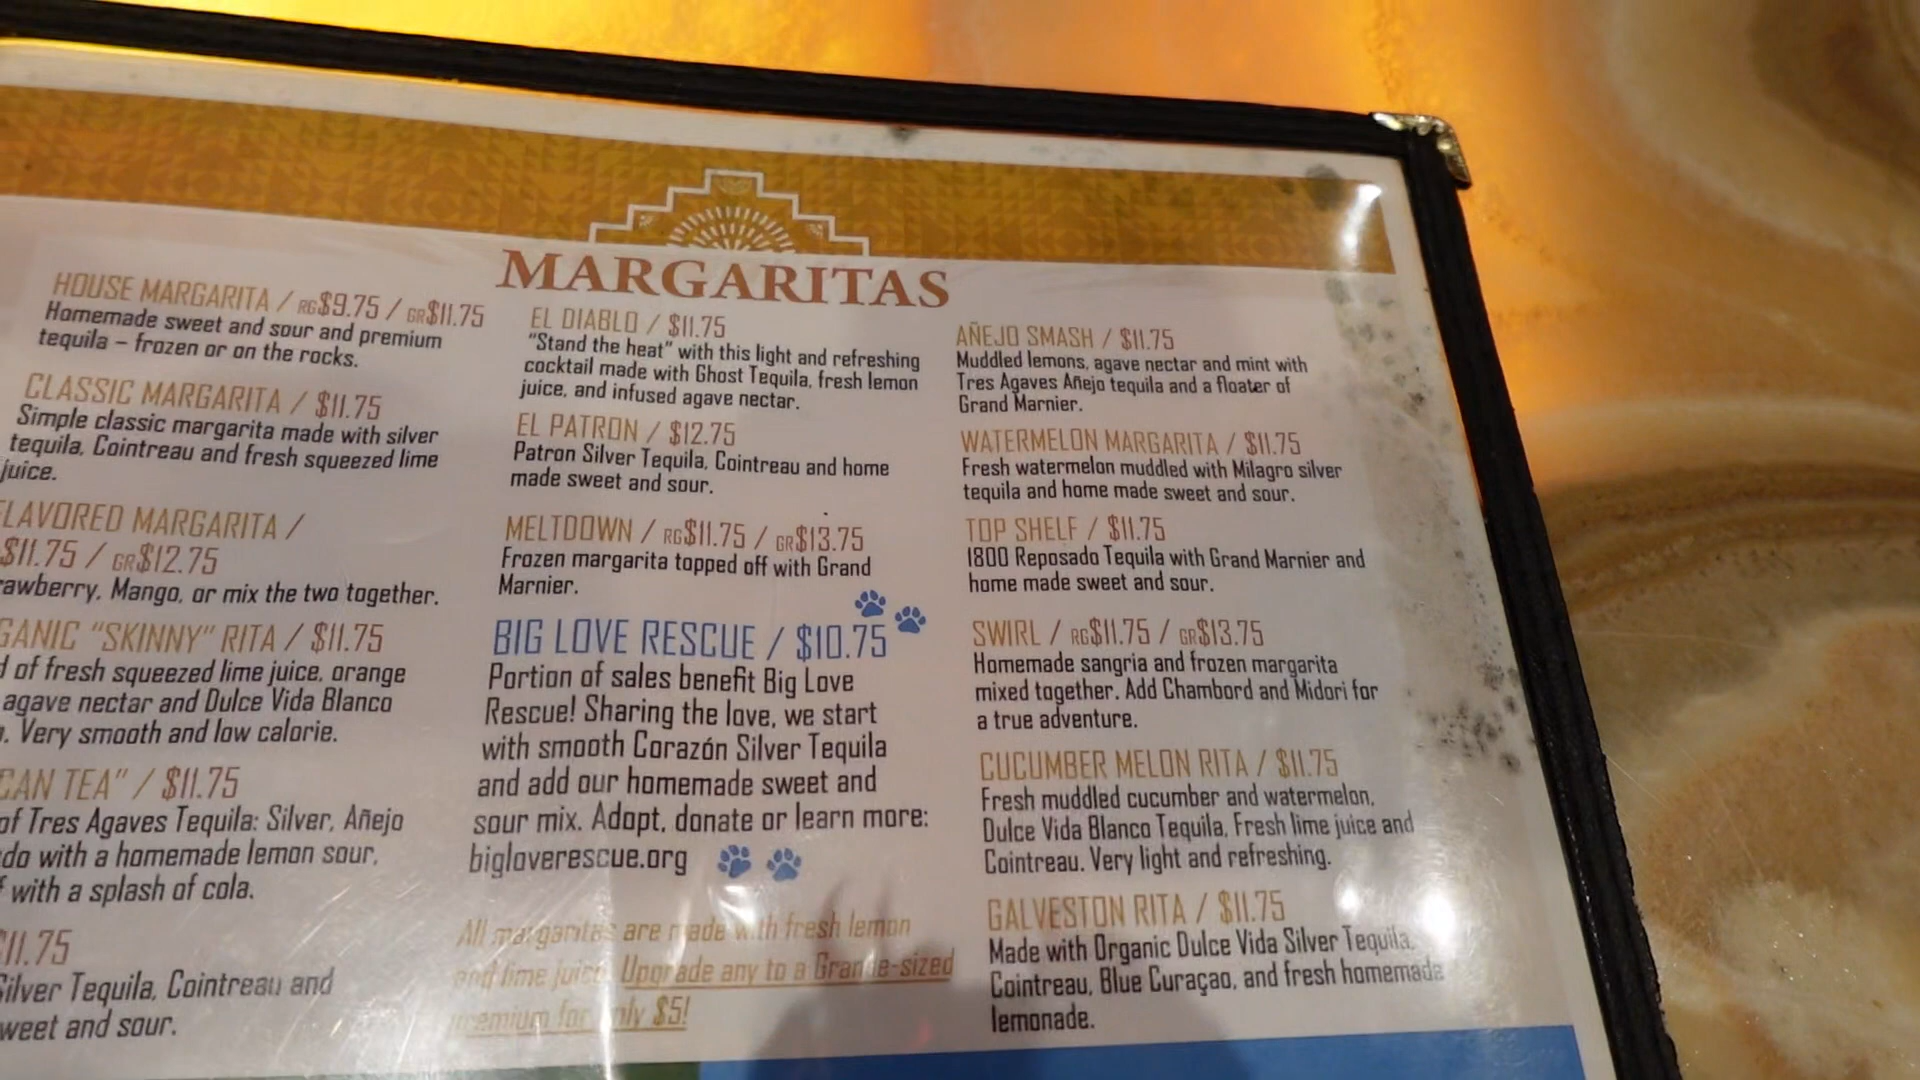 MARGARITAS
HOUSE MARGARITA / RG$9.75 / GR$11.75
Homemade sweet and sour and premium
tequila – frozen or on the rocks.
CLASSIC MARGARITA / $11.75
Simple classic margarita made with silver
tequila, Cointreau and fresh squeezed lime
juice.
MARGARITA /
$11.75 / GR$12.75
Mango, or mix the two together.
"SKINNY" RITA / $11.75
of fresh squeezed lime juice, orange
agave nectar and Dulce Vida Blanco
Very smooth and low calorie.
TEA" / $11.75
of Tres Agaves Tequila: Silver, Añejo
with a homemade lemon sour,
with a splash of cola.
$11.75
Silver Tequila, Cointreau and
sweet and sour.
EL DIABLO / $11.75
"Stand the heat" with this light and refreshing
cocktail made with Ghost Tequila, fresh lemon
juice, and infused agave nectar.
EL PATRON / $12.75
Patron Silver Tequila, Cointreau and home
made sweet and sour.
MELTDOWN / RG$11.75 / GR$13.75
Frozen margarita topped off with Grand
Marnier.
BIG LOVE RESCUE / $10.75
Portion of sales benefit Big Love
Rescue! Sharing the love, we start
with smooth Corazón Silver Tequila
and add our homemade sweet and
sour mix. Adopt, donate or learn more:
bigloverescue.org
All margaritas are made with fresh lemon
and lime juice. Upgrade any to a Grande-sized
premium for only $5!
AÑEJO SMASH / $11.75
Muddled lemons, agave nectar and mint with
Tres Agaves Añejo tequila and a floater of
Grand Marnier.
WATERMELON MARGARITA / $11.75
Fresh watermelon muddled with Milagro silver
tequila and home made sweet and sour.
TOP SHELF / $11.75
1800 Reposado Tequila with Grand Marnier and
home made sweet and sour.
SWIRL / RG$11.75 / GR$13.75
Homemade sangria and frozen margarita
mixed together. Add Chambord and Midori for
a true adventure.
CUCUMBER MELON RITA / $11.75
Fresh muddled cucumber and watermelon,
Dulce Vida Blanco Tequila, Fresh lime juice and
Cointreau. Very light and refreshing.
GALVESTON RITA / $11.75
Made with Organic Dulce Vida Silver Tequila,
Cointreau, Blue Curaçao, and fresh homemade
lemonade.